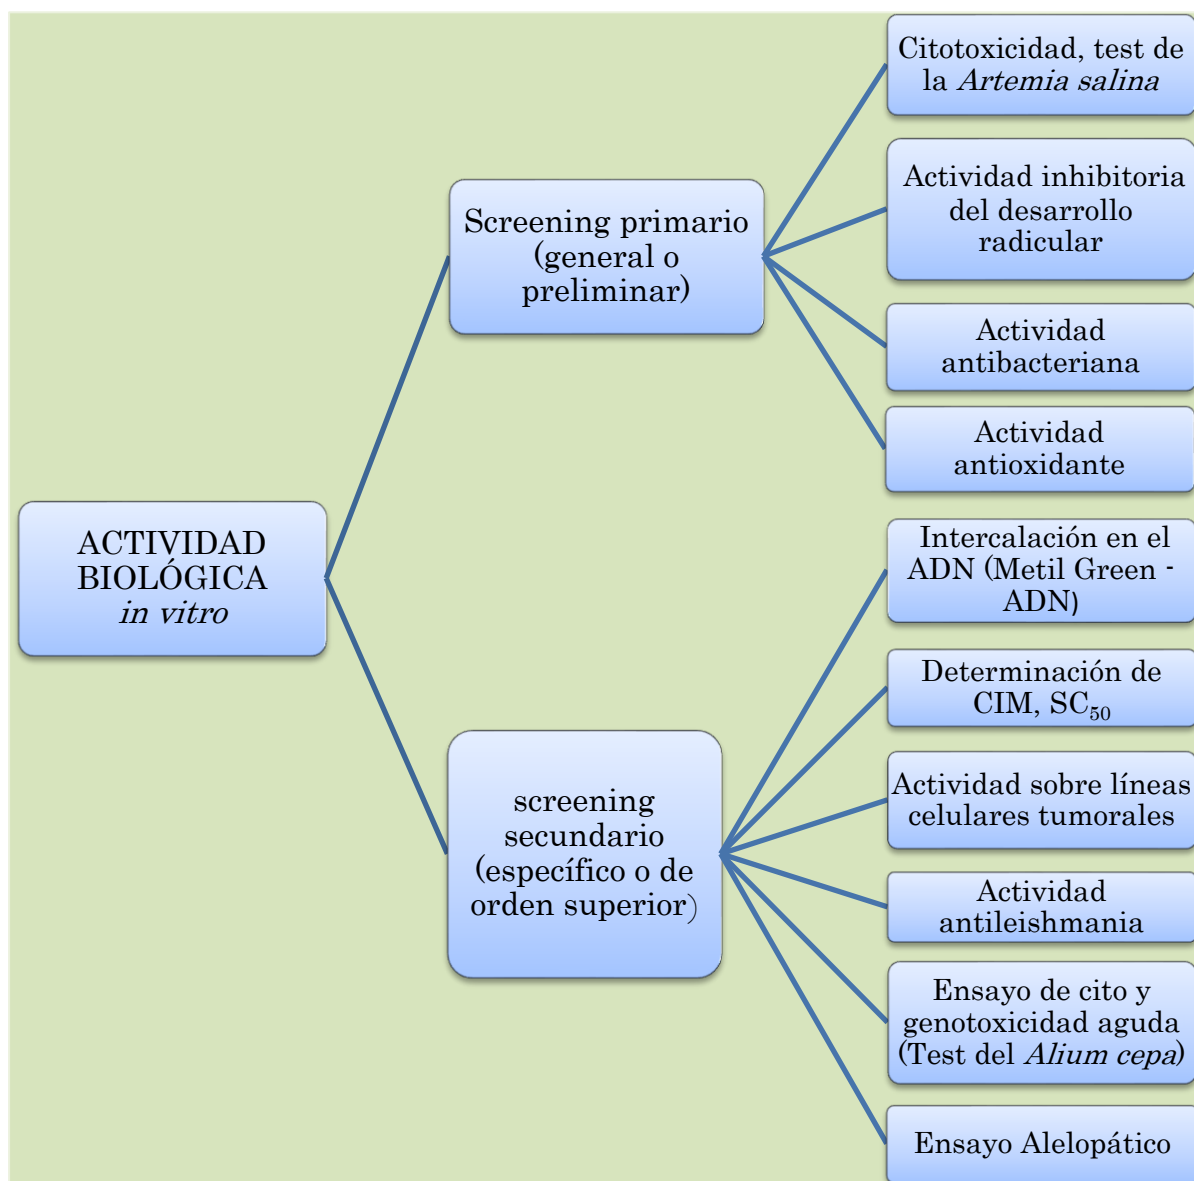 ACTIVIDAD
BIOLÓGICA
in vitro
Screening primario
(general o
preliminar)
Citotoxicidad, test de
la Artemia salina
Actividad inhibitoria
del desarrollo
radicular
Actividad
antibacteriana
Actividad
antioxidante
screening
secundario
(específico o de
orden superior)
Intercalación en el
ADN (Metil Green -
ADN)
Determinación de
CIM, SC₅₀
Actividad sobre líneas
celulares tumorales
Actividad
antileishmania
Ensayo de cito y
genotoxicidad aguda
(Test del Alium cepa)
Ensayo Alelopático